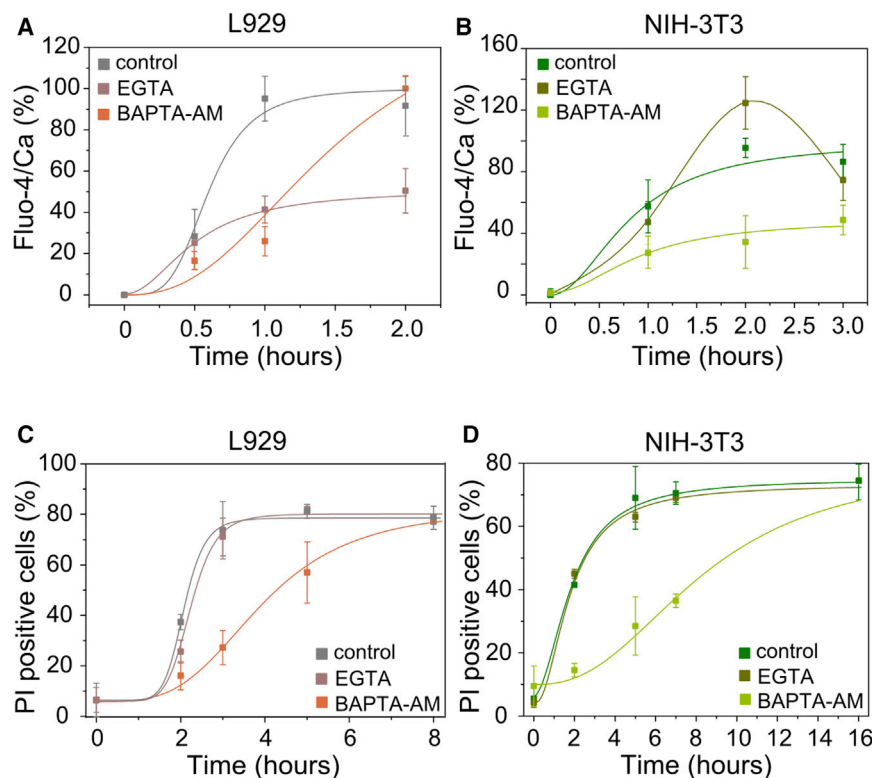 A
L929
Fluo-4/Ca (%)
120
100
80
60
40
20
0
control
EGTA
BAPTA-AM
0
0.5
1.0
1.5
2.0
Time (hours)
B
NIH-3T3
Fluo-4/Ca (%)
160
120
80
40
0
control
EGTA
BAPTA-AM
0
0.5
1.0
1.5
2.0
2.5
3.0
Time (hours)
C
L929
PI positive cells (%)
100
80
60
40
20
0
control
EGTA
BAPTA-AM
0
2
4
6
8
Time (hours)
D
NIH-3T3
PI positive cells (%)
80
60
40
20
0
control
EGTA
BAPTA-AM
0
2
4
6
8
10
12
14
16
Time (hours)